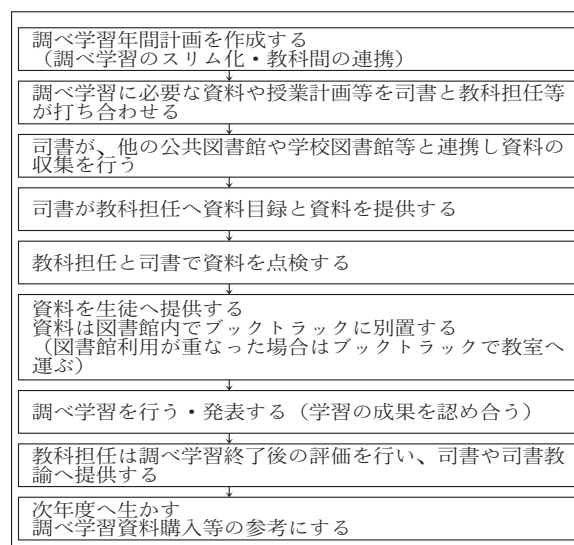 調べ学習年間計画を作成する
（調べ学習のスリム化・教科間の連携）
↓
調べ学習に必要な資料や授業計画等を司書と教科担任等
が打ち合わせる
↓
司書が、他の公共図書館や学校図書館等と連携し資料の
収集を行う
↓
司書が教科担任へ資料目録と資料を提供する
↓
教科担任と司書で資料を点検する
↓
資料を生徒へ提供する
資料は図書館内でブックトラックに別置する
（図書館利用が重なった場合はブックトラックで教室へ
運ぶ）
↓
調べ学習を行う・発表する（学習の成果を認め合う）
↓
教科担任は調べ学習終了後の評価を行い、司書や司書教
諭へ提供する
↓
次年度へ生かす
調べ学習資料購入等の参考にする